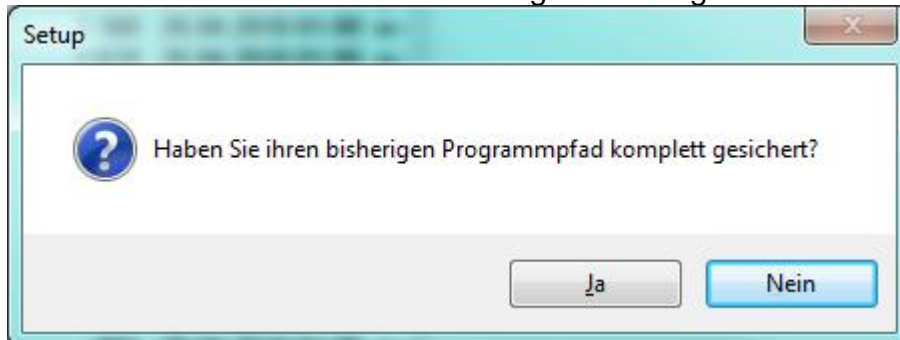 Setup
Haben Sie ihren bisherigen Programmpfad komplett gesichert?
Ja
Nein